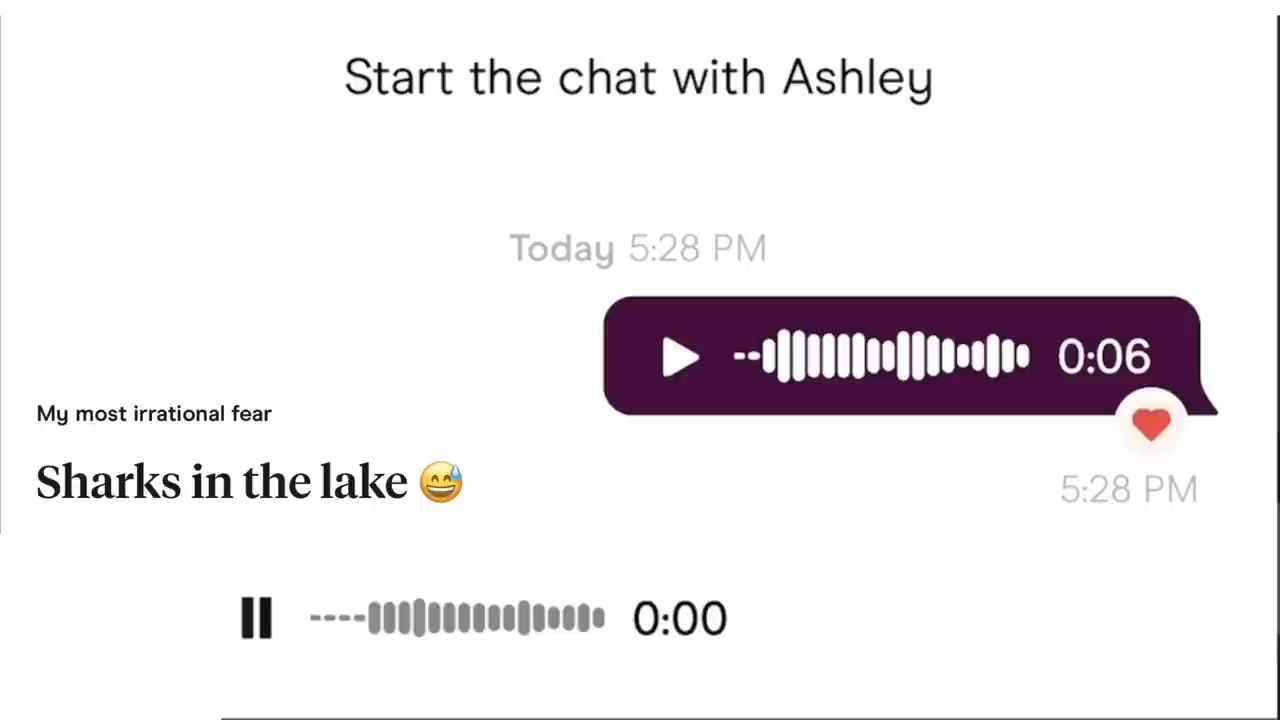 Start the chat with Ashley
Today 5:28 PM
0:06
My most irrational fear
Sharks in the lake 😅
5:28 PM
0:00